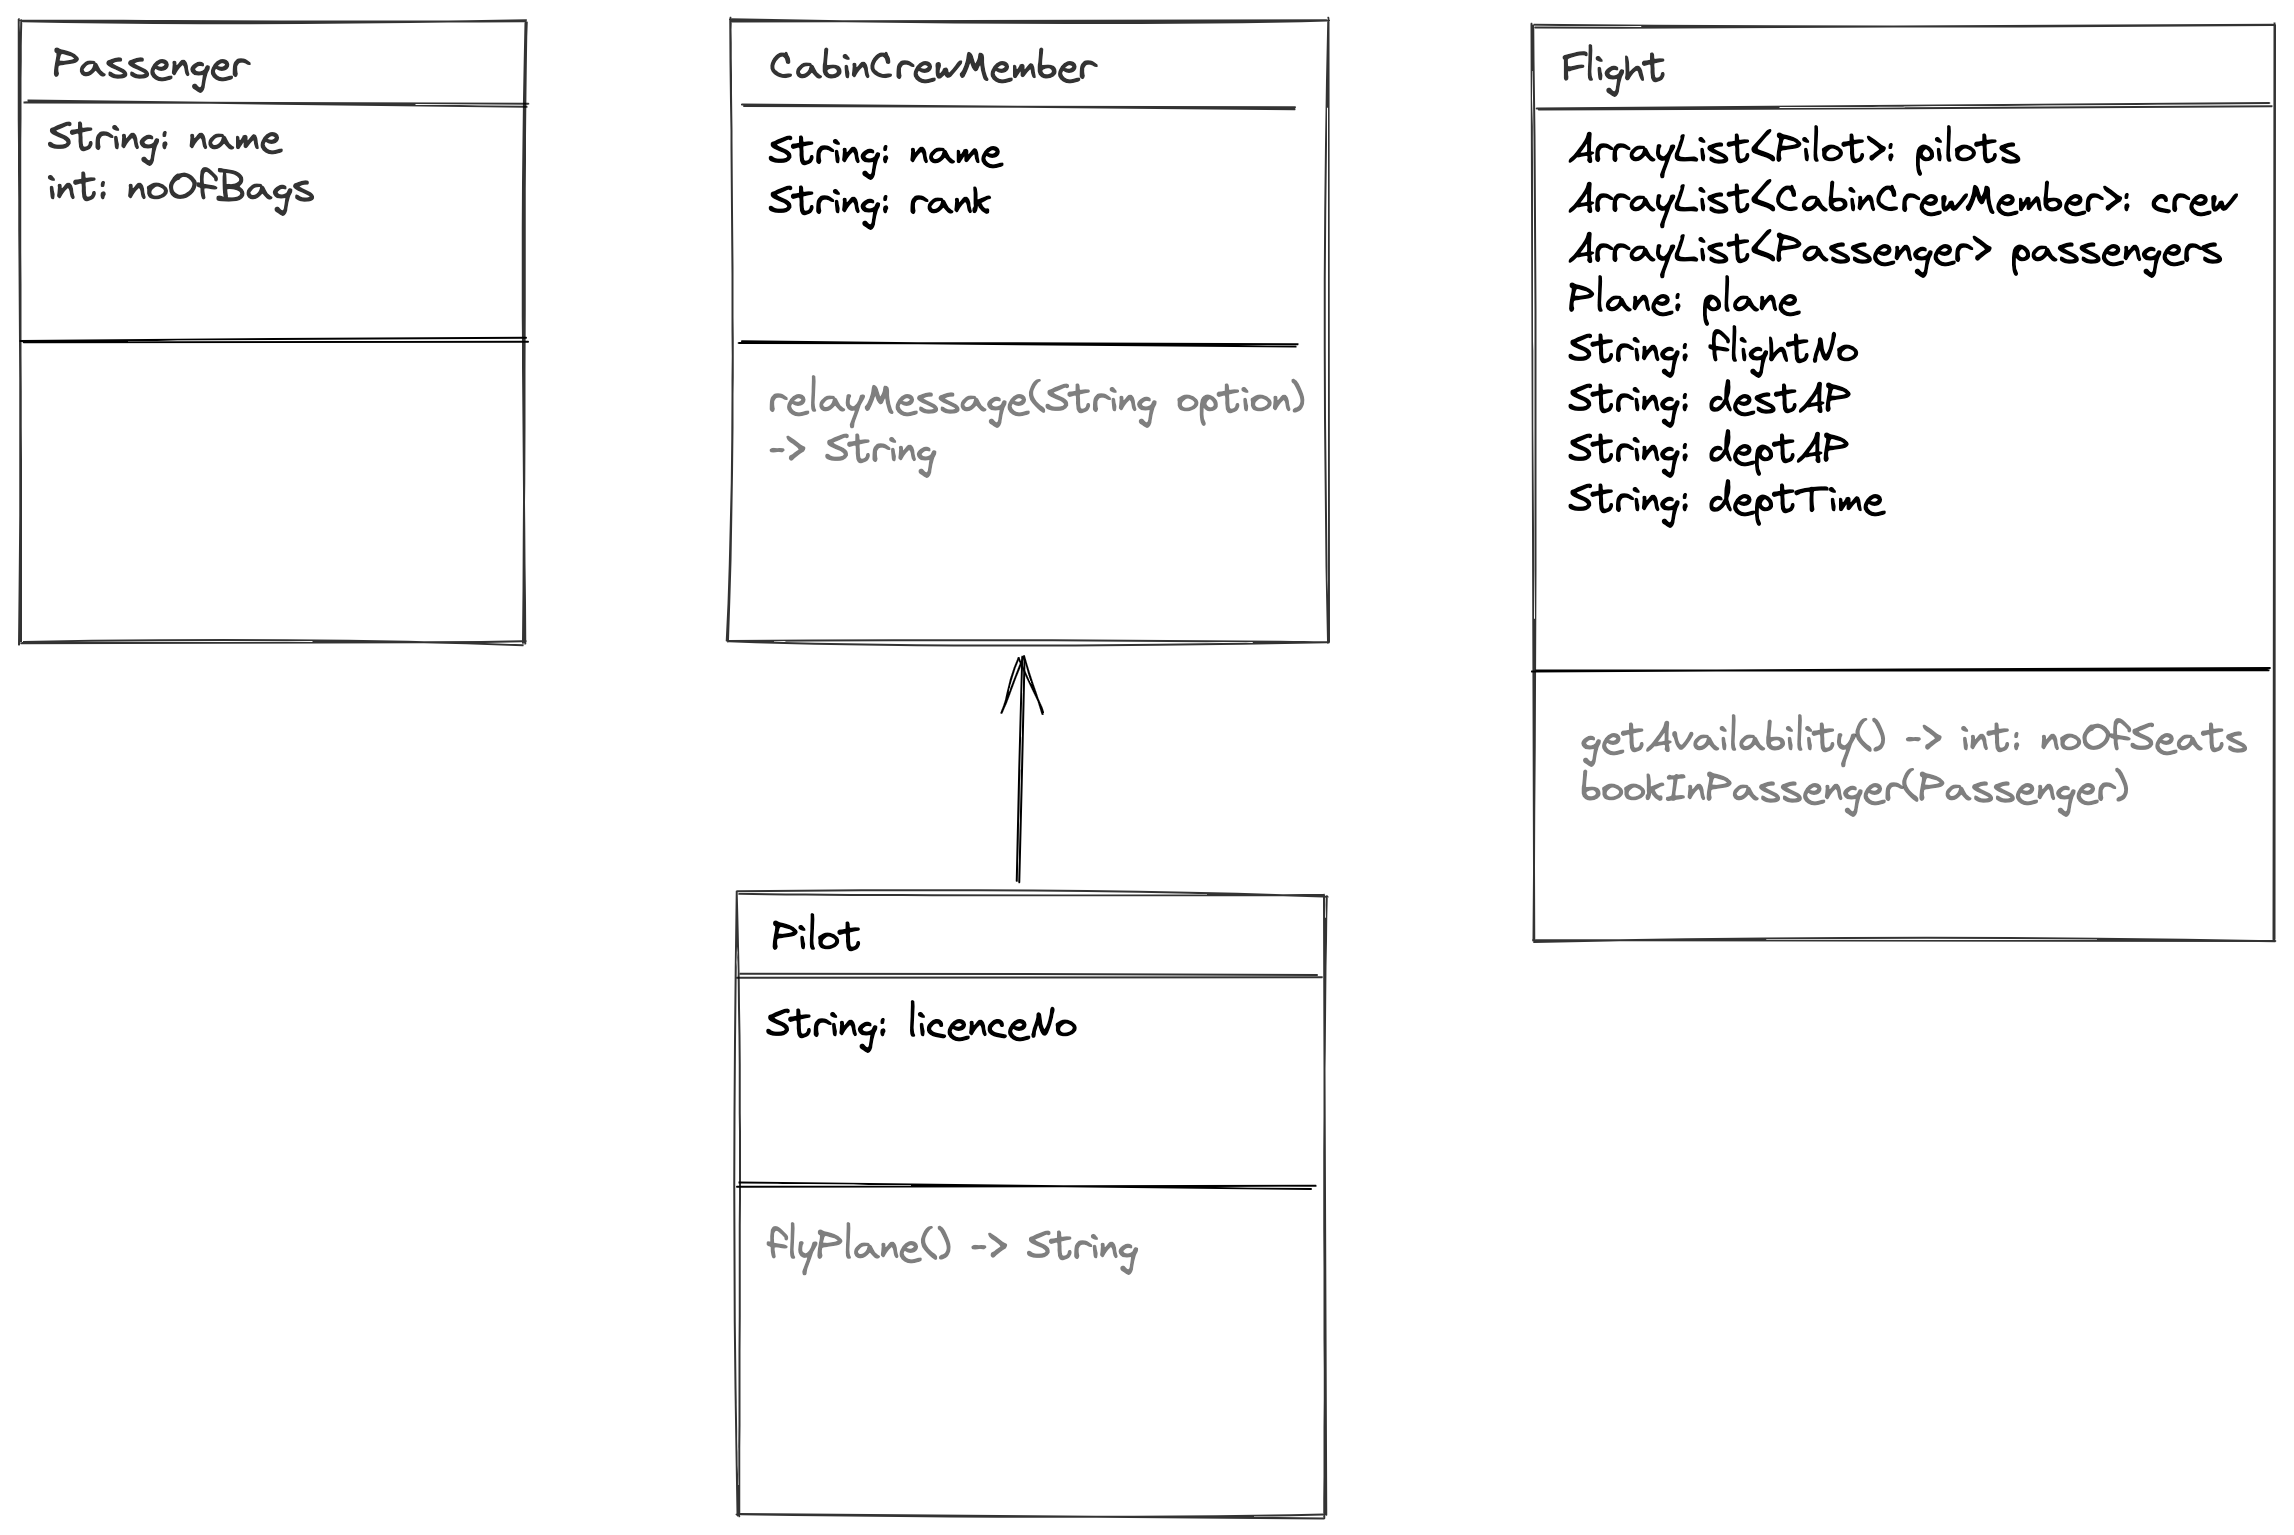 Passenger
String: name
int: noOfBags
CabinCrewMember
String: name
String: rank
relayMessage(String option)
-> String
Pilot
String: licenceNo
flyPlane() -> String
Flight
ArrayList<Pilot>: pilots
ArrayList<CabinCrewMember>: crew
ArrayList<Passenger> passengers
Plane: plane
String: flightNo
String: destAP
String: deptAP
String: deptTime
getAvailability() -> int: noOfSeats
bookInPassenger(Passenger)